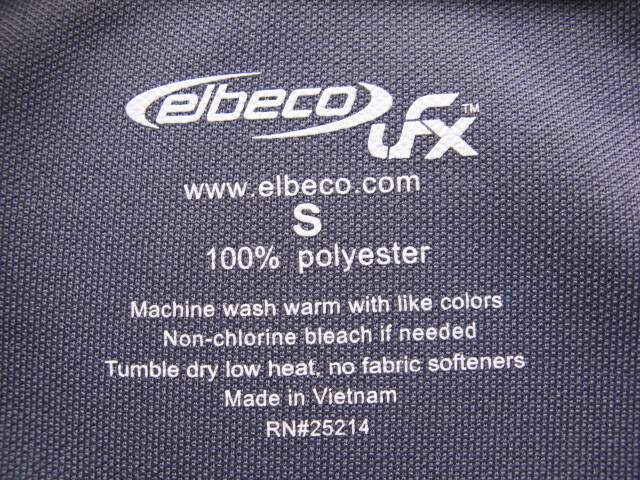 elbeco ufx™
www.elbeco.com
S
100% polyester
Machine wash warm with like colors
Non-chlorine bleach if needed
Tumble dry low heat, no fabric softeners
Made in Vietnam
RN#25214